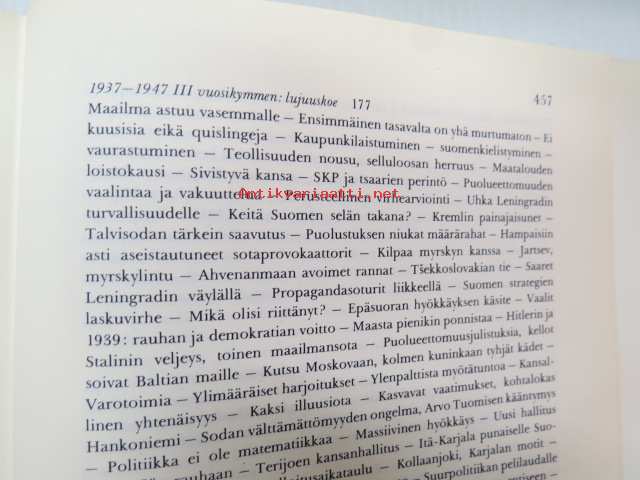 457
1937—1947 III vuosikymmen: lujuuskoe 177
Maailma astuu vasemmalle — Ensimmäinen tasavalta on yhä murtumaton — Ei
kuusisia eikä quislingeja — Kaupunkilaistuminen — suomenkielistyminen —
vaurastuminen — Teollisuuden nousu, selluloosan herruus — Maatalouden
loistokausi — Sivistyvä kansa — SKP ja tsaarien perintö — Puolueettomuuden
vaalintaa ja vakuuttelua — Perusteellinen virhearviointi — Uhka Leningradin
Antikvariaatti.net
turvallisuudelle — Keitä Suomen selän takana? — Kremlin painajaisunet —
Talvisodan tärkein saavutus — Puolustuksen niukat määrärahat — Hampaisiin
asti aseistautuneet sotaprovokaattorit — Kilpaa myrskyn kanssa — Jartsev,
myrskylintu — Ahvenanmaan avoimet rannat — Tšekkoslovakian tie — Saaret
Leningradin väylällä — Propagandasoturit liikkeellä — Suomen strategien
laskuvirhe — Mikä olisi riittänyt? — Epäsuoran hyökkäyksen käsite — Vaalit
1939: rauhan ja demokratian voitto — Maasta pienikin ponnistaa — Hitlerin ja
Stalinin veljeys, toinen maailmansota — Puolueettomuusjulistuksia, kellot
soivat Baltian maille — Kutsu Moskovaan, kolmen kuninkaan tyhjät kädet —
Varotoimia — Ylimääräiset harjoitukset — Ylenpalttista myötätuntoa — Kansal-
linen yhtenäisyys — Kaksi illuusiota — Kasvavat vaatimukset, kohtalokas
Hankoniemi — Sodan välttämättömyyden ongelma, Arvo Tuomisen kääntymys
— Politiikka ei ole matematiikkaa — Massiivinen hyökkäys — Uusi hallitus
rauhaan — Terijoen kansanhallitus — Itä-Karjala punaiselle Suo-
aikataulu — Kollaanjoki, Karjalan motit —
— Suurpolitiikan pelilaudalle